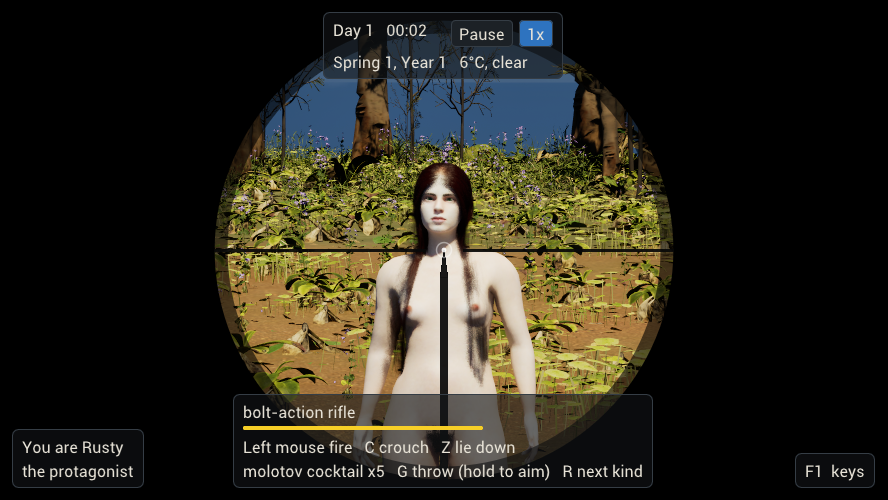 Day 1 00:02 Pause 1x
Spring 1, Year 1 6°C, clear
bolt-action rifle
Left mouse fire C crouch Z lie down
molotov cocktail x5 G throw (hold to aim) R next kind
You are Rusty
the protagonist
F1 keys